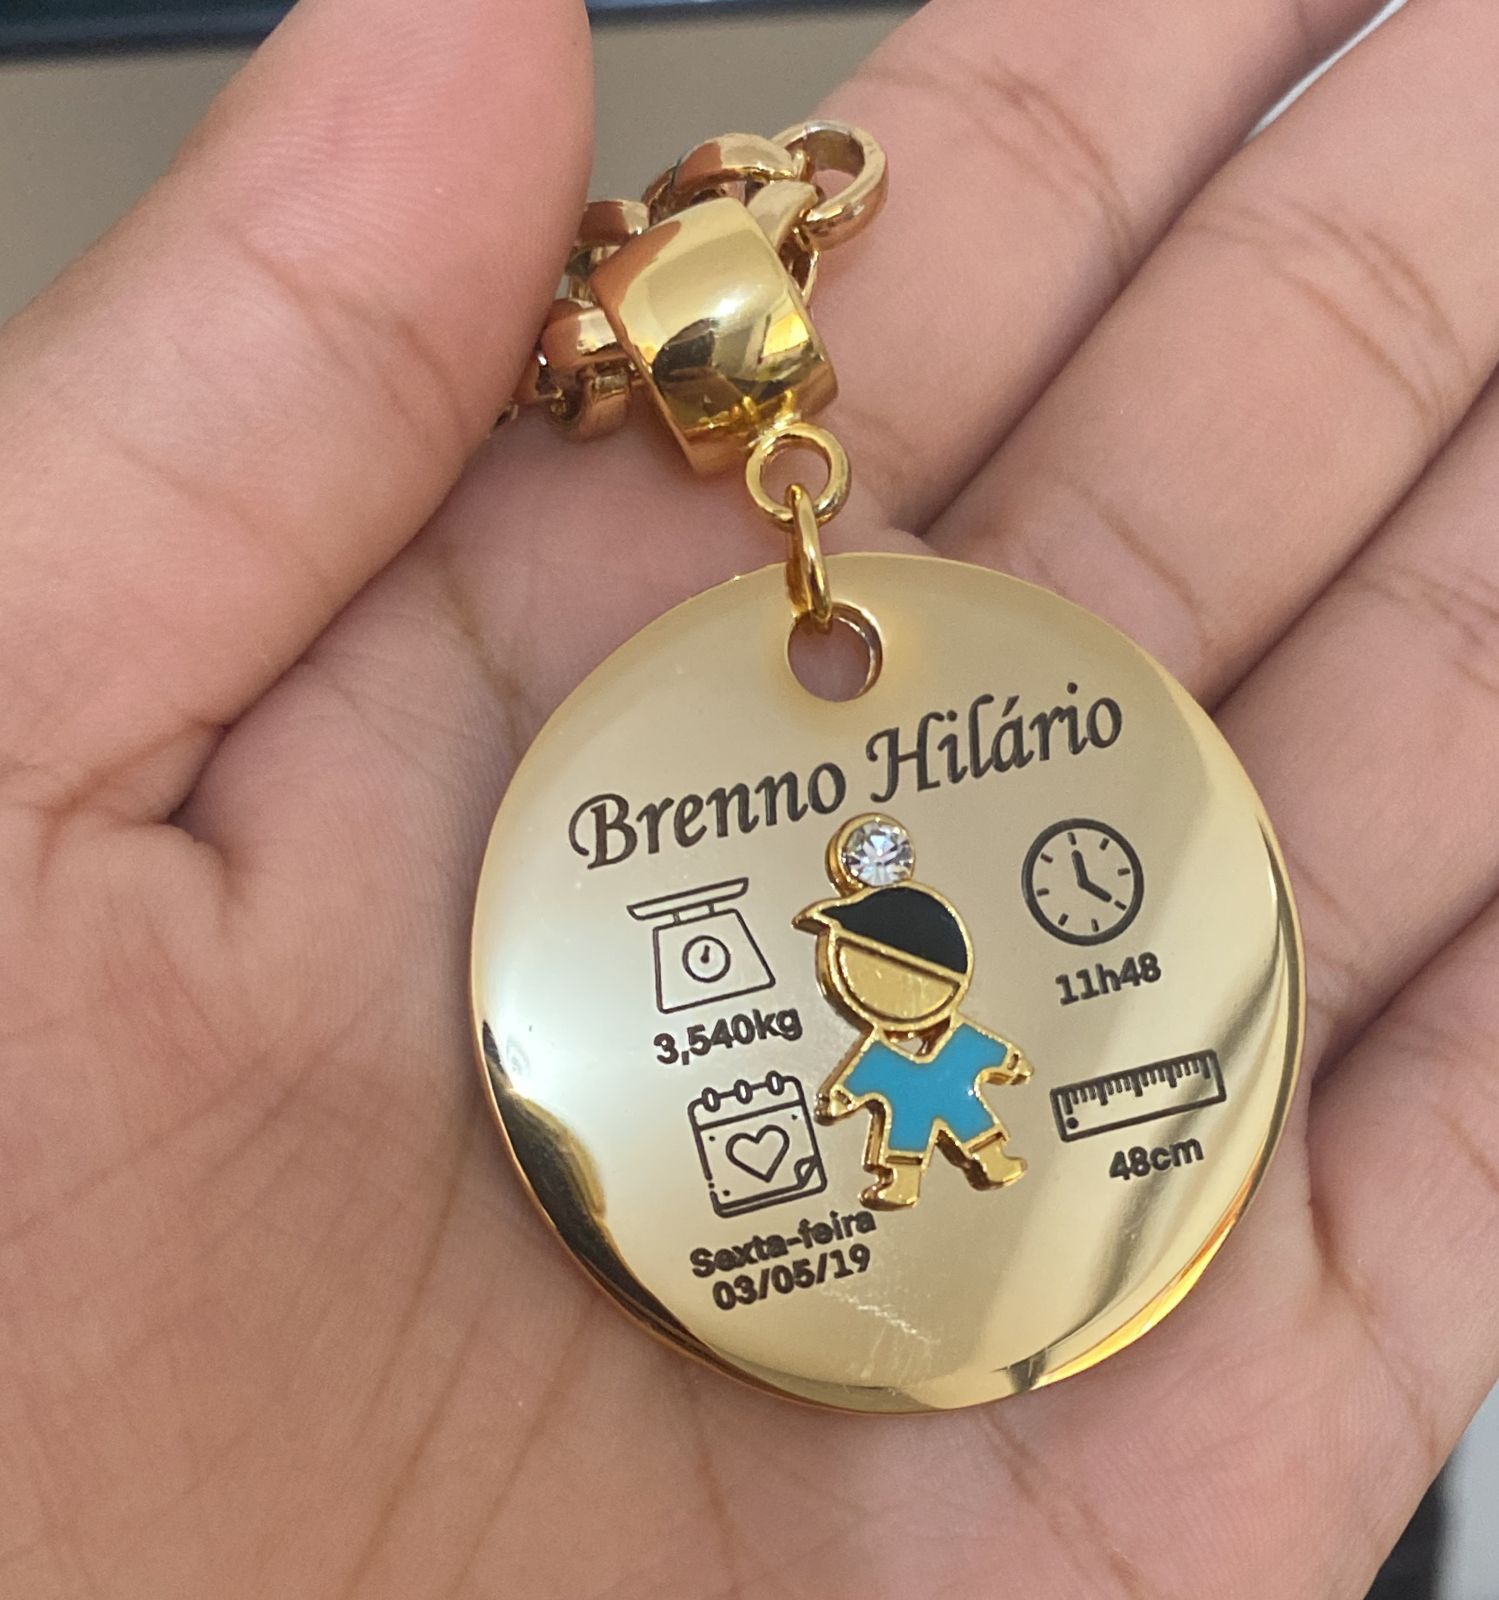 Brenno Hilário
3,540kg
11h48
48cm
Sexta-feira
03/05/19